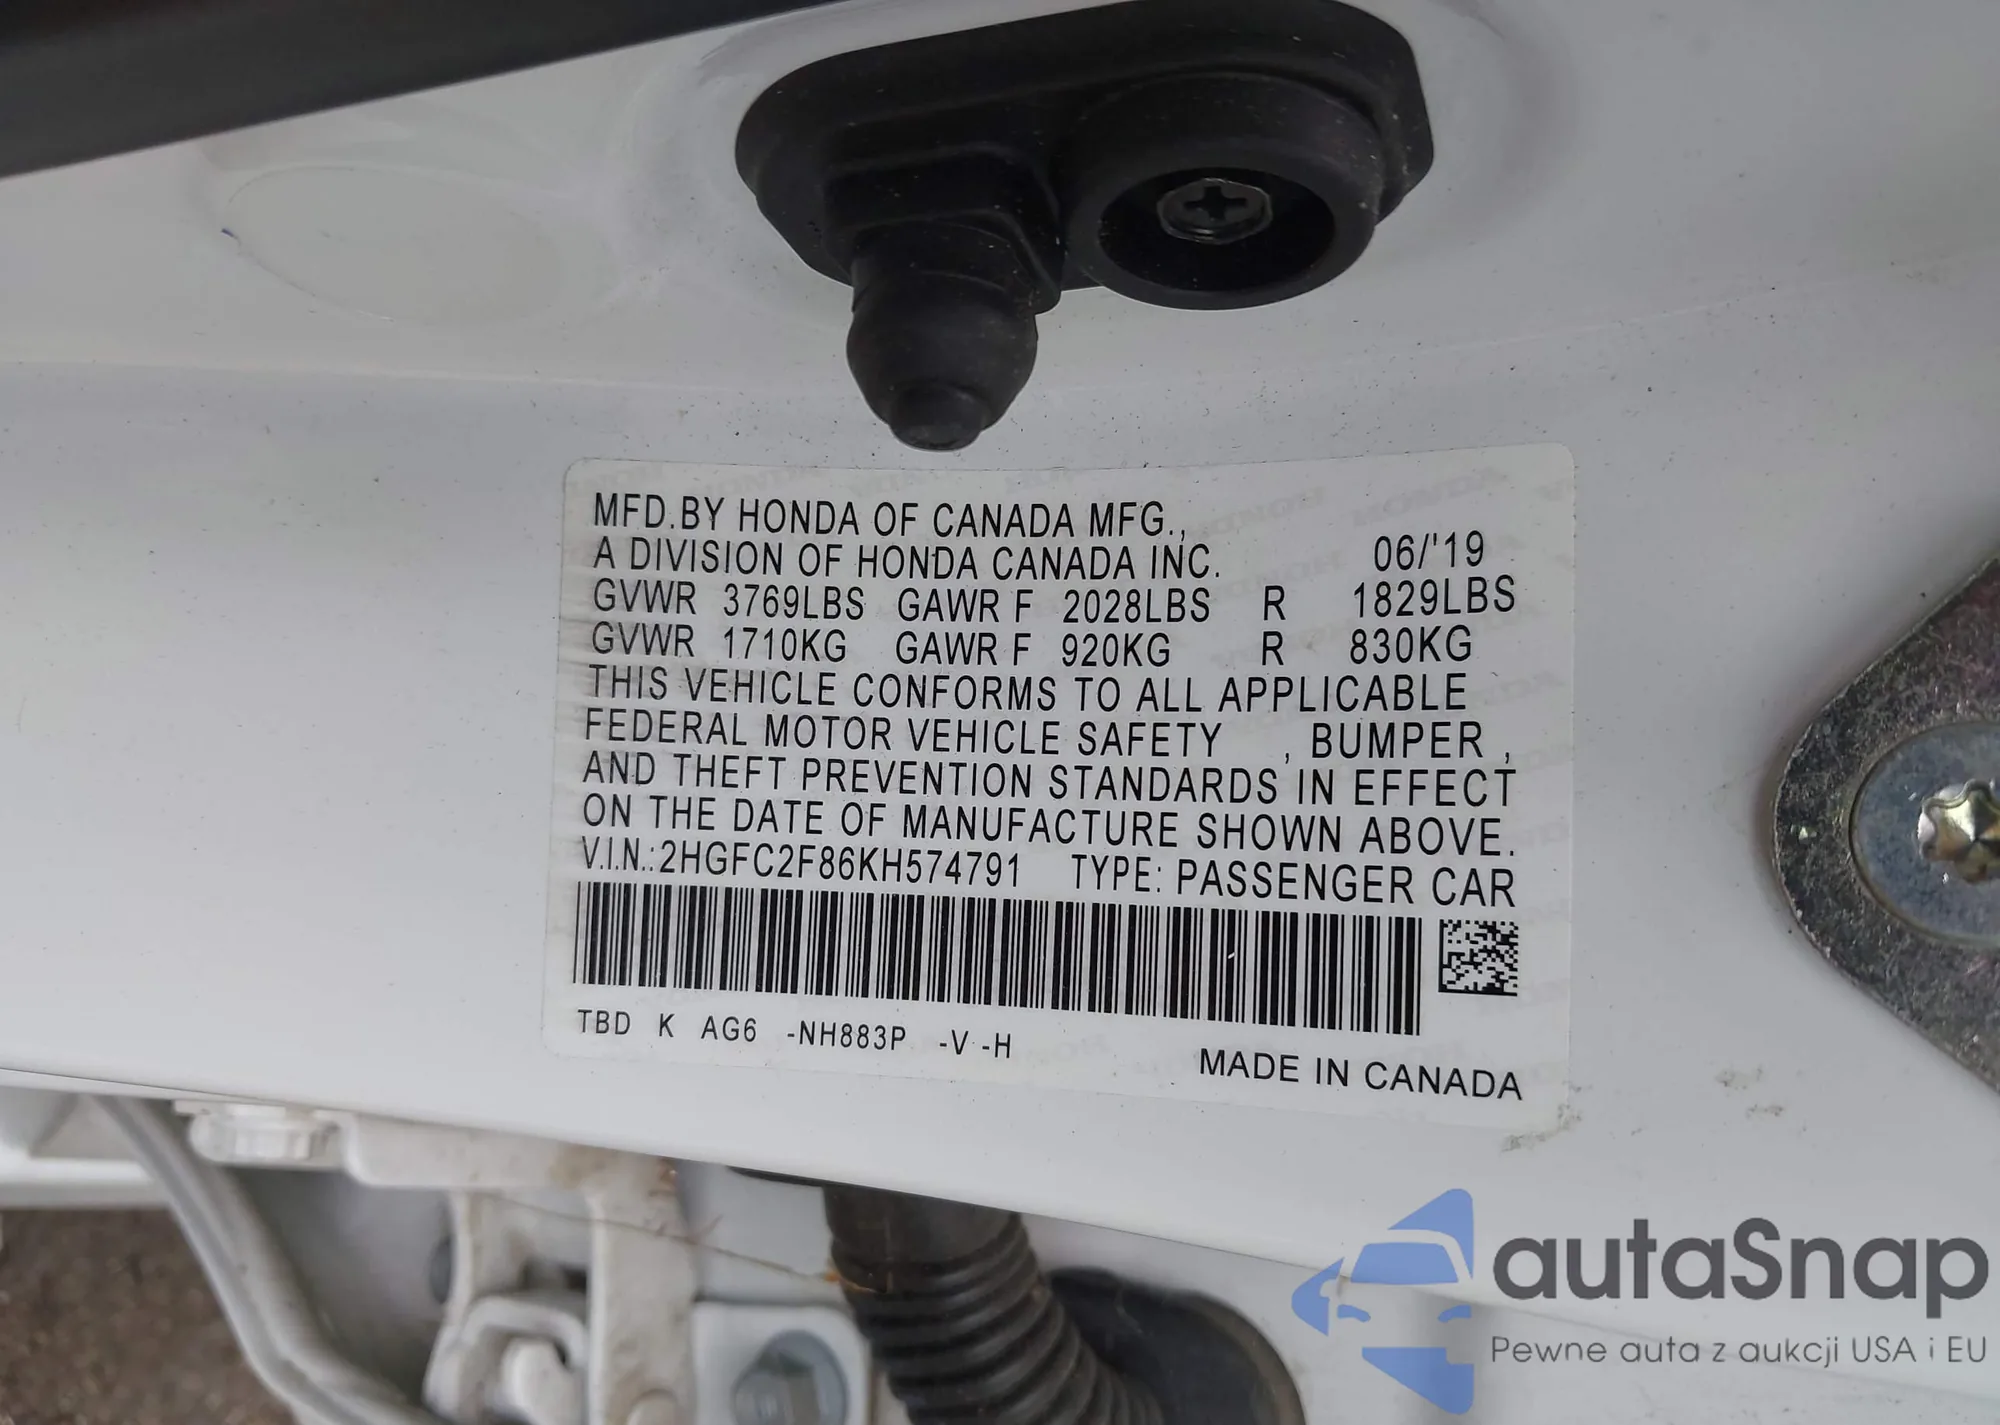 MFD.BY HONDA OF CANADA MFG.,
A DIVISION OF HONDA CANADA INC. 06/'19
GVWR 3769LBS GAWR F 2028LBS R 1829LBS
GVWR 1710KG GAWR F 920KG R 830KG
THIS VEHICLE CONFORMS TO ALL APPLICABLE
FEDERAL MOTOR VEHICLE SAFETY , BUMPER ,
AND THEFT PREVENTION STANDARDS IN EFFECT
ON THE DATE OF MANUFACTURE SHOWN ABOVE.
V.I.N.:2HGFC2F86KH574791 TYPE: PASSENGER CAR
TBD K AG6 -NH883P -V -H
MADE IN CANADA
autaSnap
Pewne auta z aukcji USA i EU